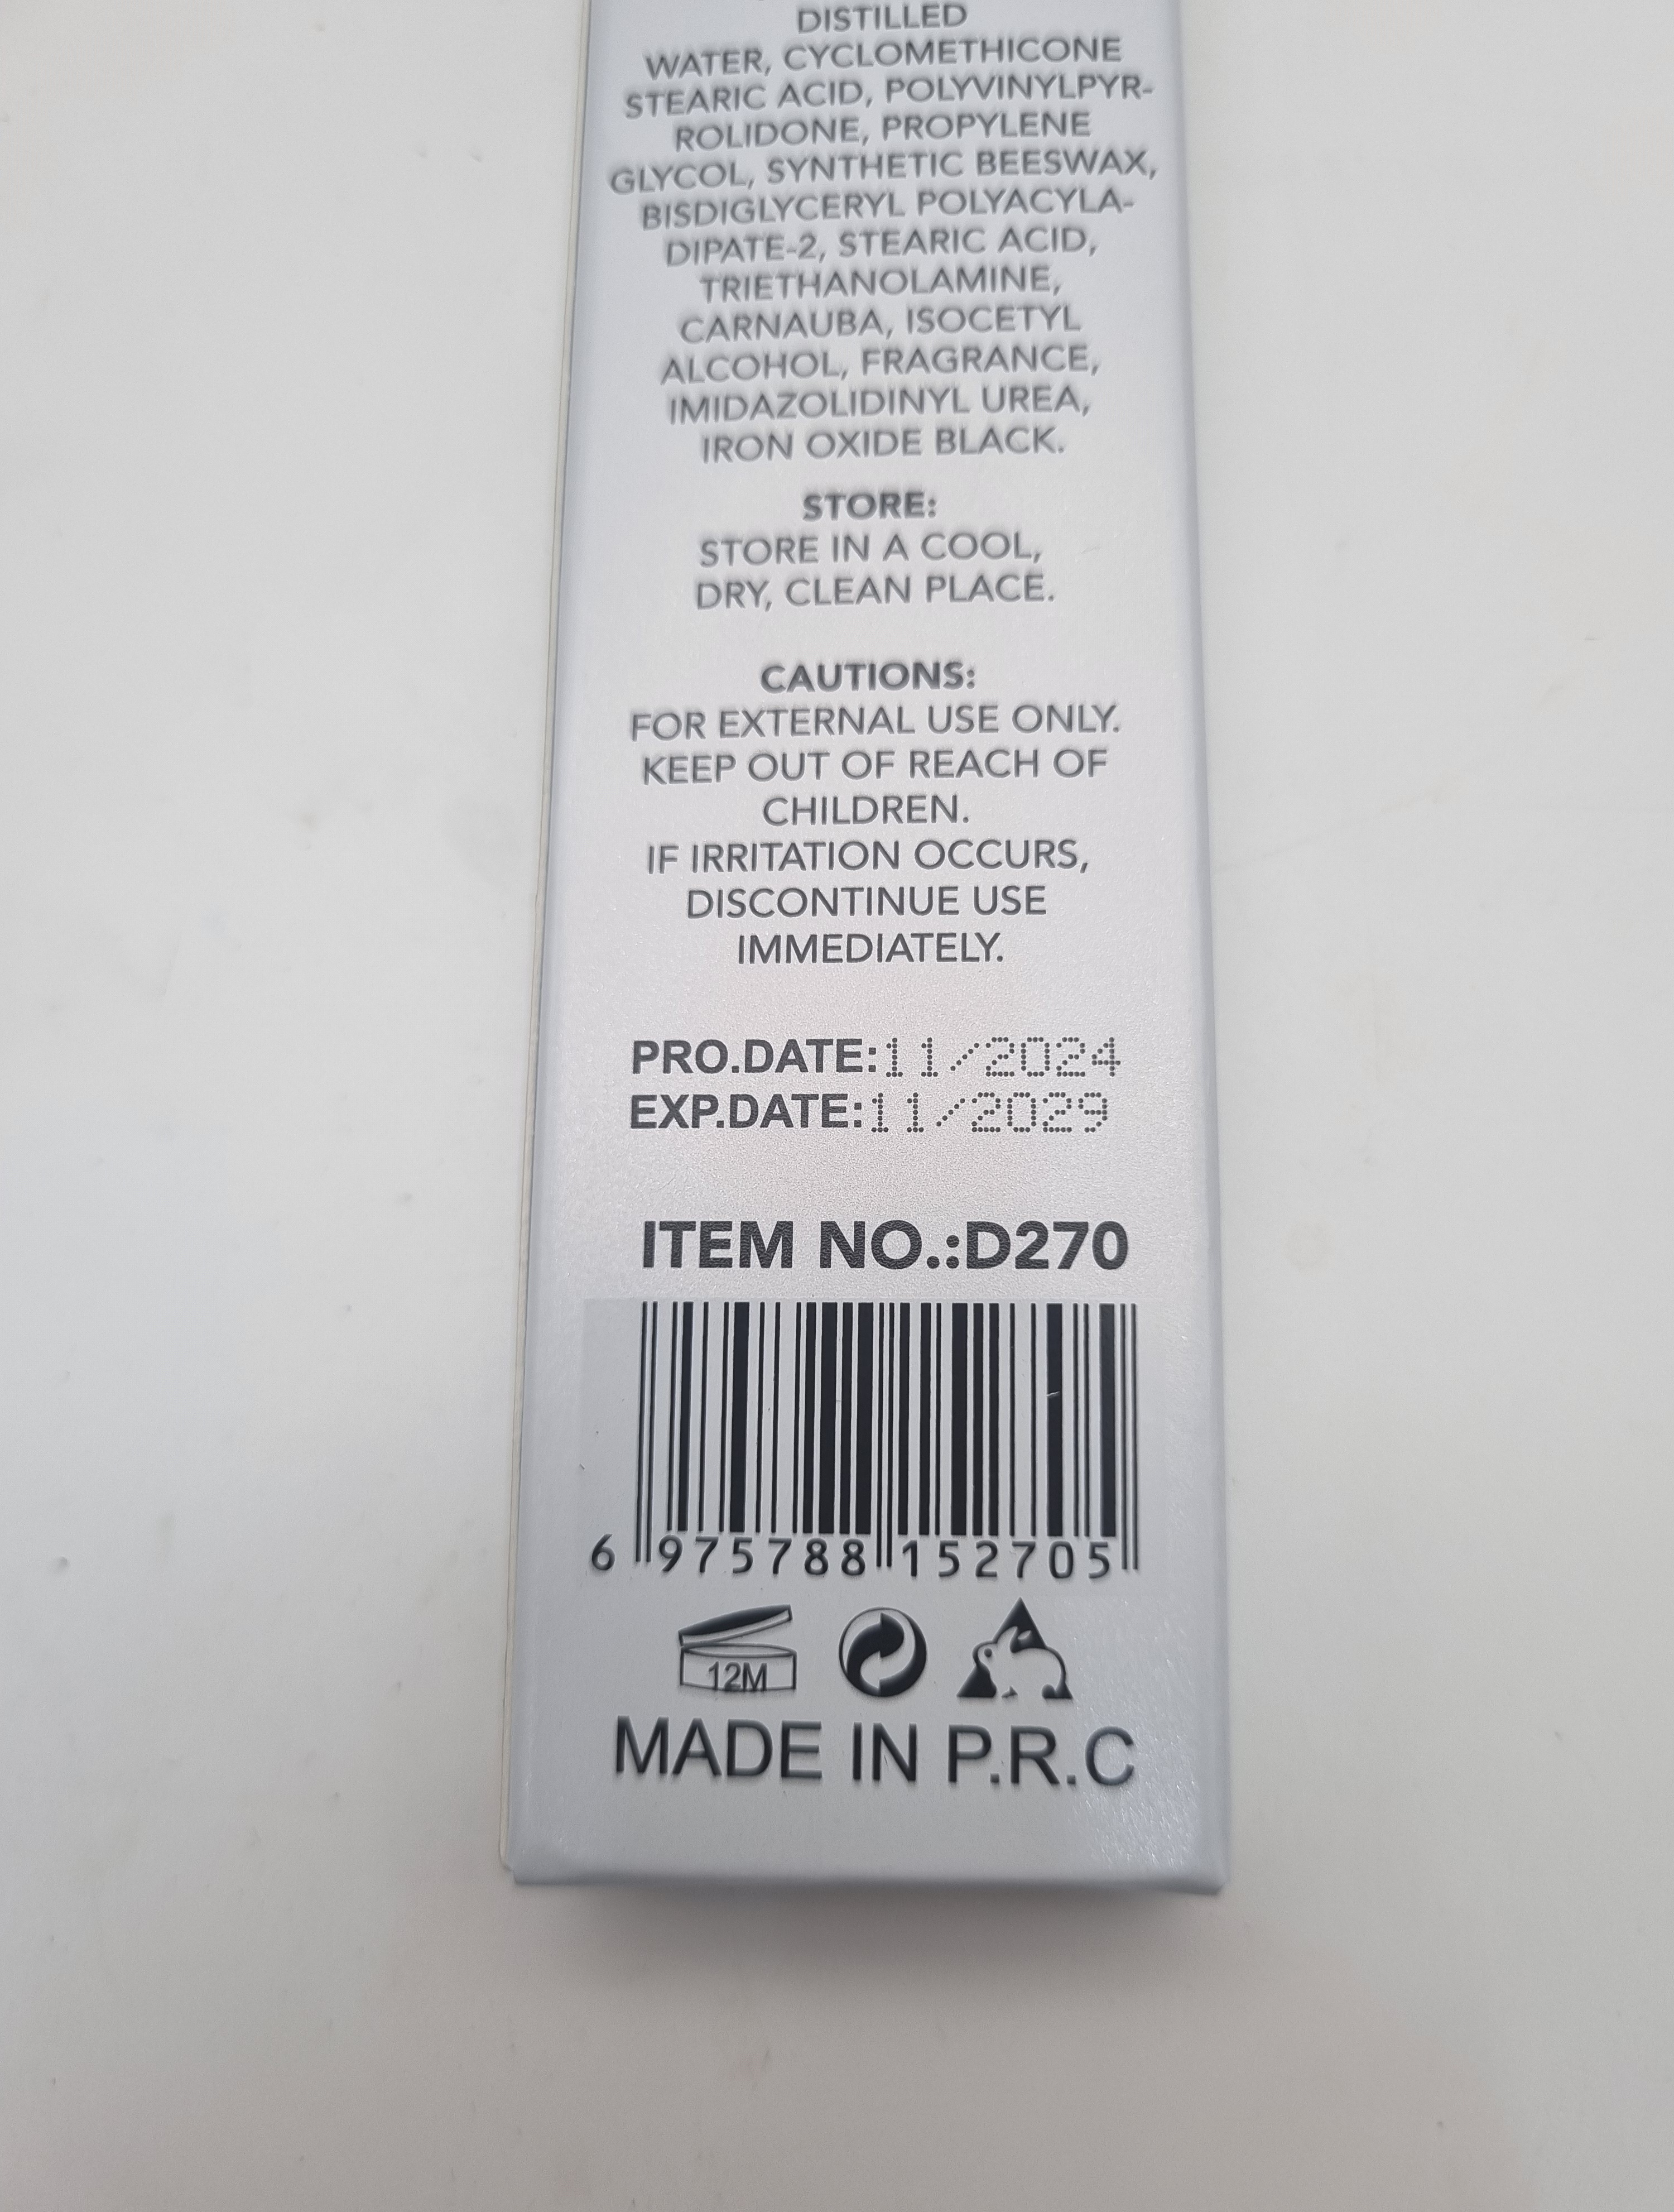 DISTILLED
WATER, CYCLOMETHICONE
STEARIC ACID, POLYVINYLPYR-
ROLIDONE, PROPYLENE
GLYCOL, SYNTHETIC BEESWAX,
BISDIGLYCERYL POLYACYLA-
DIPATE-2, STEARIC ACID,
TRIETHANOLAMINE,
CARNAUBA, ISOCETYL
ALCOHOL, FRAGRANCE,
IMIDAZOLIDINYL UREA,
IRON OXIDE BLACK.
STORE:
STORE IN A COOL,
DRY, CLEAN PLACE.
CAUTIONS:
FOR EXTERNAL USE ONLY.
KEEP OUT OF REACH OF
CHILDREN.
IF IRRITATION OCCURS,
DISCONTINUE USE
IMMEDIATELY.
PRO.DATE:11/2024
EXP.DATE:11/2029
ITEM NO.:D270
6 975788 152705
12M
MADE IN P.R.C